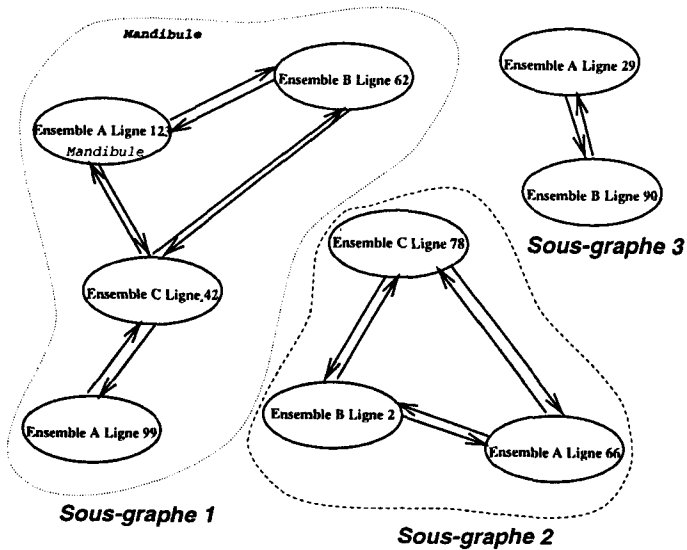 Mandibule
Ensemble B Ligne 62
Ensemble A Ligne 123
Mandibule
Ensemble C Ligne 42
Ensemble A Ligne 99
Sous-graphe 1
Ensemble A Ligne 29
Ensemble B Ligne 90
Sous-graphe 3
Ensemble C Ligne 78
Ensemble B Ligne 2
Ensemble A Ligne 66
Sous-graphe 2